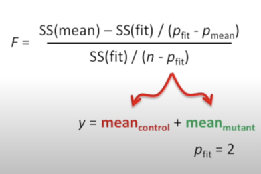 F = SS(mean) – SS(fit) / (pfit - pmean)
SS(fit) / (n - pfit)
y = meancontrol + meanmutant
pfit = 2